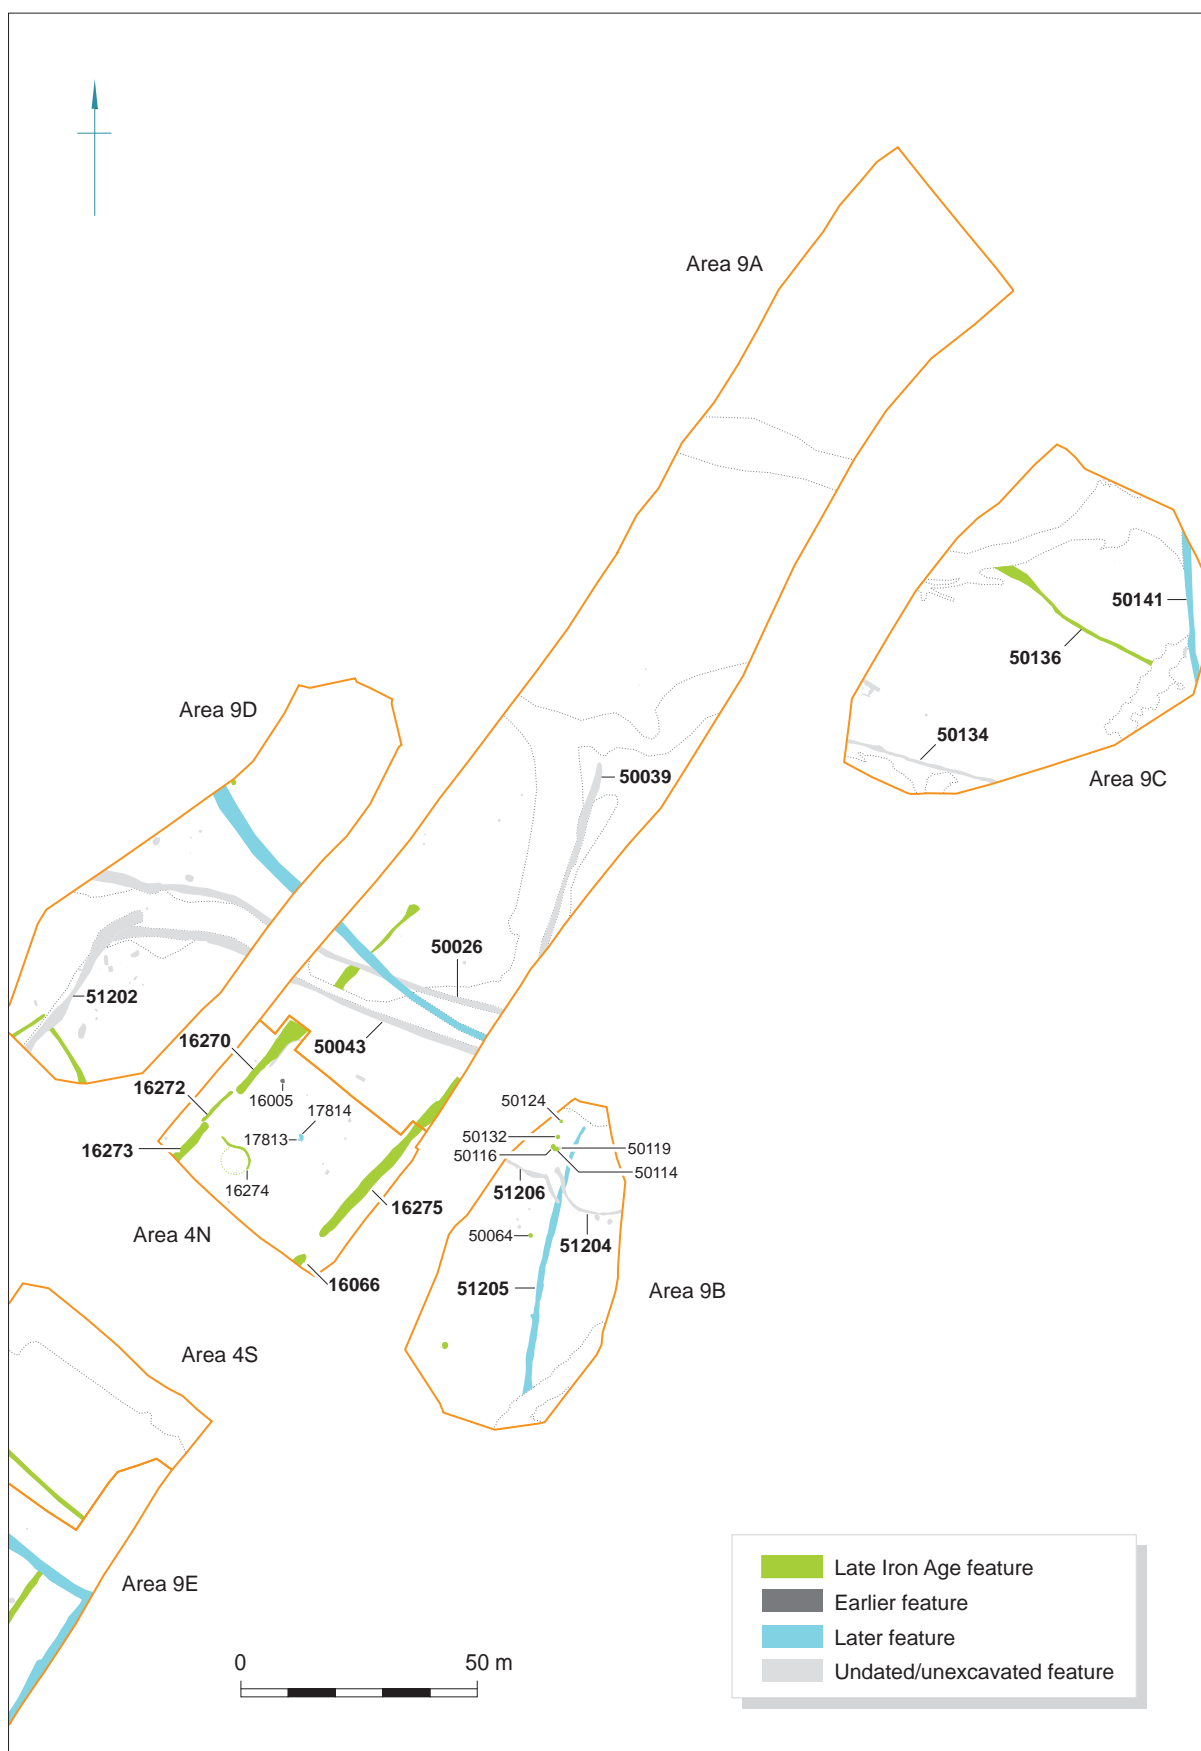 Area 9A
50141
50136
Area 9D
50134
50039
Area 9C
50026
51202
16270
50043
16272
16005
17814
50124
17813
50132
50119
16273
50116
50114
16274
51206
16275
Area 4N
50064
51204
16066
51205
Area 9B
Area 4S
Late Iron Age feature
Area 9E
Earlier feature
Later feature
0 50 m
Undated/unexcavated feature